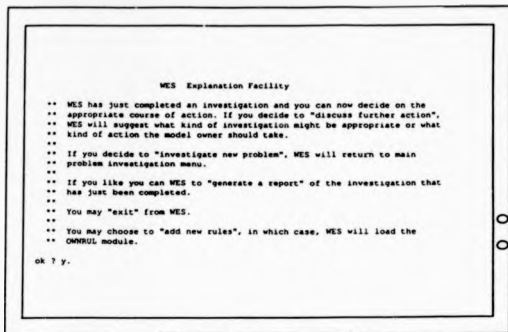 WES Explanation Facility
** WES has just completed an investigation and you can now decide on the
** appropriate course of action. If you decide to "discuss further action",
** WES will suggest what kind of investigation might be appropriate or what
** kind of action the model owner should take.
**
** If you decide to "investigate new problem", WES will return to main
** problem investigation menu.
**
** If you like you can WES to "generate a report" of the investigation that
** has just been completed.
**
** You may "exit" from WES.
**
** You may choose to "add new rules", in which case, WES will load the
** OWNRUL module.
ok ? y.